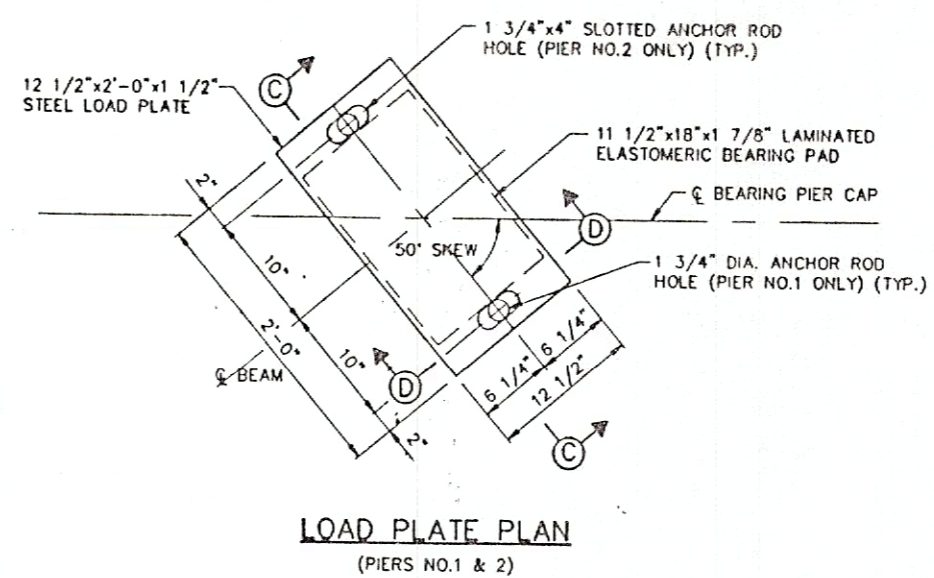 1 3/4"x4" SLOTTED ANCHOR ROD
HOLE (PIER NO.2 ONLY) (TYP.)
12 1/2"x2'-0"x1 1/2"
STEEL LOAD PLATE
C
11 1/2"x18"x1 7/8" LAMINATED
ELASTOMERIC BEARING PAD
2"
℄ BEARING PIER CAP
D
50° SKEW
10"
1 3/4" DIA. ANCHOR ROD
HOLE (PIER NO.1 ONLY) (TYP.)
2'-0"
10"
6 1/4"
6 1/4"
12 1/2"
℄ BEAM
D
2"
C
LOAD PLATE PLAN
(PIERS NO.1 & 2)